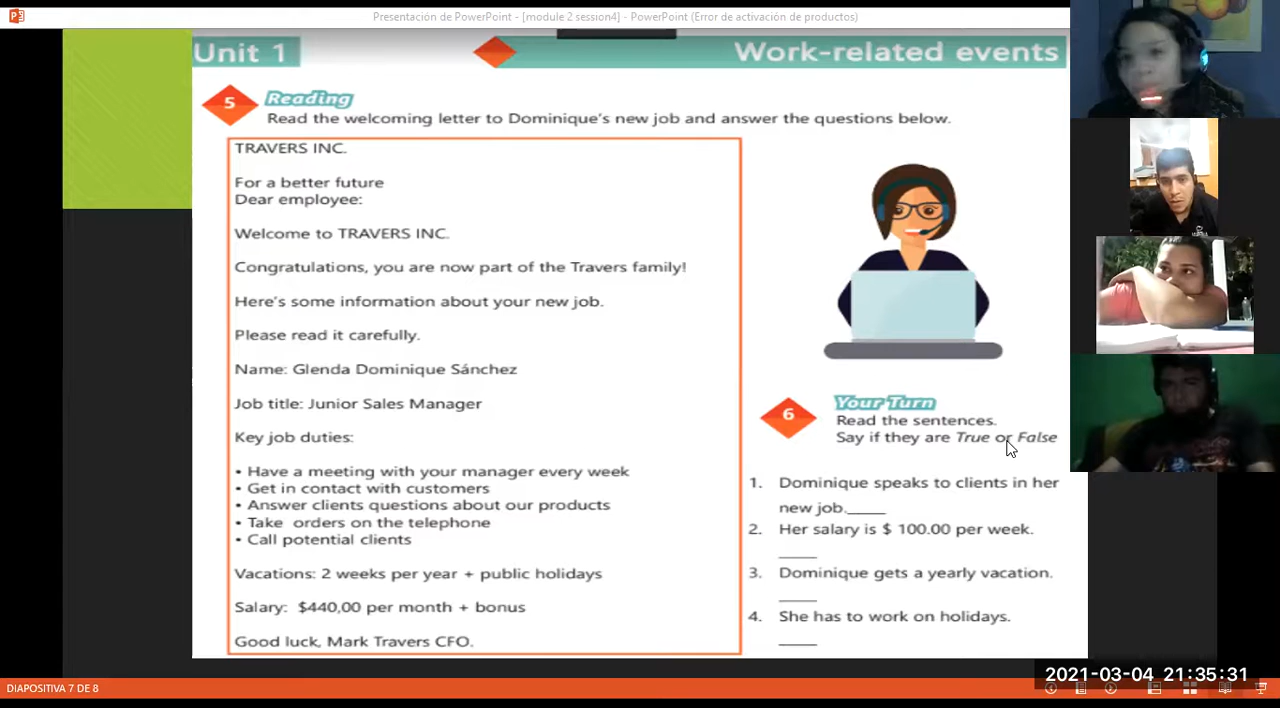 Presentación de PowerPoint - [module 2 session4] - PowerPoint (Error de activación de productos)
Unit 1
Work-related events
5
Reading
Read the welcoming letter to Dominique's new job and answer the questions below.
TRAVERS INC.
For a better future
Dear employee:
Welcome to TRAVERS INC.
Congratulations, you are now part of the Travers family!
Here's some information about your new job.
Please read it carefully.
Name: Glenda Dominique Sánchez
Job title: Junior Sales Manager
Key job duties:
• Have a meeting with your manager every week
• Get in contact with customers
• Answer clients questions about our products
• Take orders on the telephone
• Call potential clients
Vacations: 2 weeks per year + public holidays
Salary: $440,00 per month + bonus
Good luck, Mark Travers CFO.
6
Your Turn
Read the sentences.
Say if they are True or False
1. Dominique speaks to clients in her
new job._____
2. Her salary is $ 100.00 per week.
_____
3. Dominique gets a yearly vacation.
_____
4. She has to work on holidays.
_____
2021-03-04 21:35:31
DIAPOSITIVA 7 DE 8